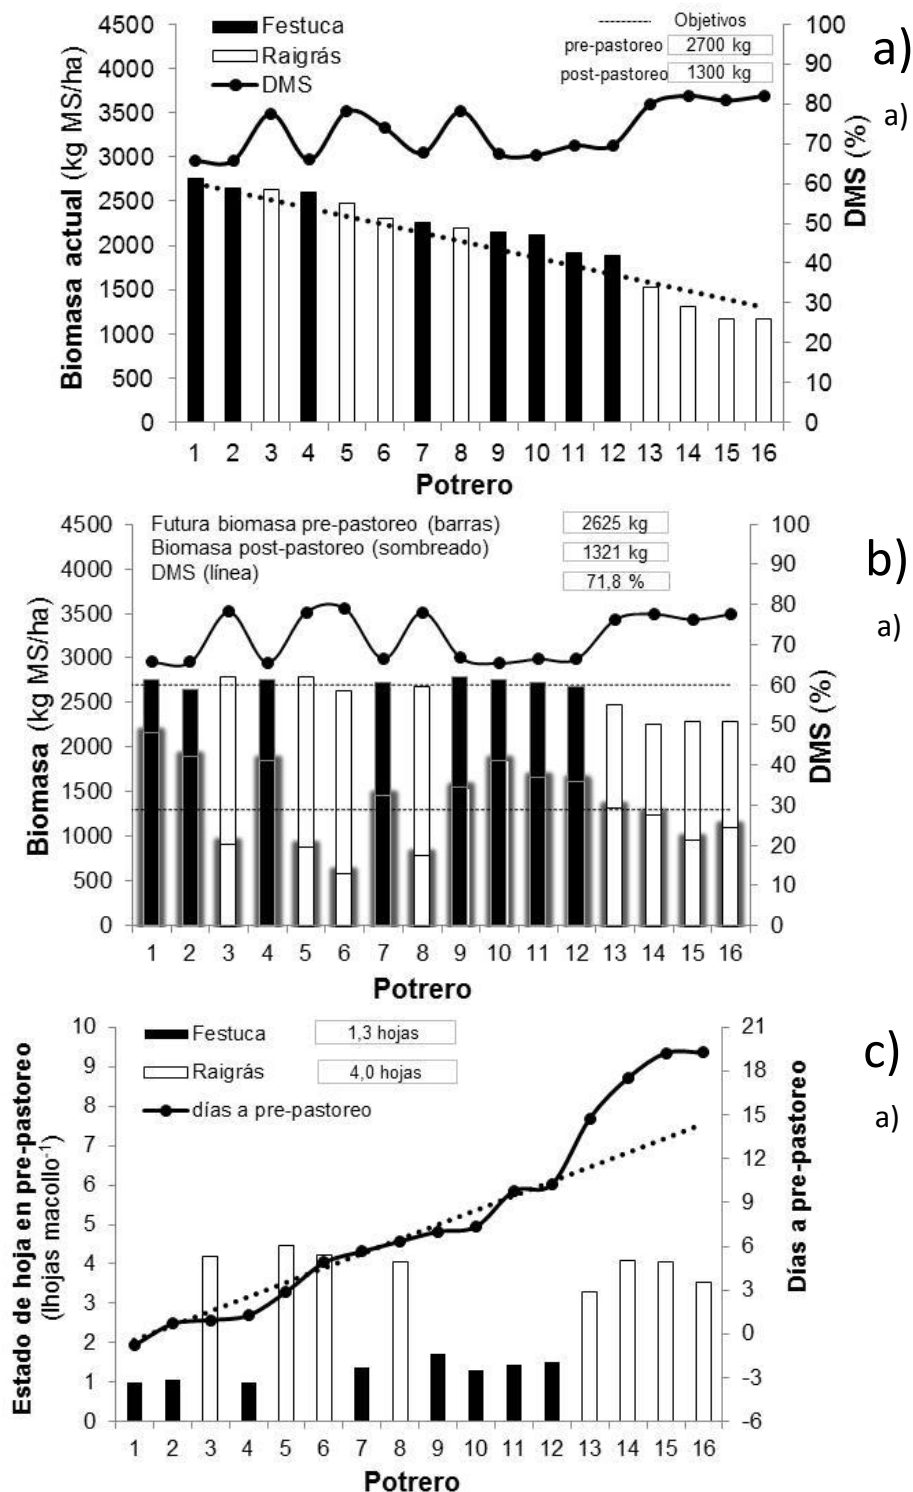 Festuca
Raigrás
DMS
Objetivos
pre-pastoreo 2700 kg
post-pastoreo 1300 kg
a)
a)
Biomasa actual (kg MS/ha)
4500
4000
3500
3000
2500
2000
1500
1000
500
0
100
90
80
70
60
50
40
30
20
10
0
DMS (%)
1 2 3 4 5 6 7 8 9 10 11 12 13 14 15 16
Potrero
Futura biomasa pre-pastoreo (barras) 2625 kg
Biomasa post-pastoreo (sombreado) 1321 kg
DMS (línea) 71,8 %
b)
a)
Biomasa (kg MS/ha)
4500
4000
3500
3000
2500
2000
1500
1000
500
0
100
90
80
70
60
50
40
30
20
10
0
DMS (%)
1 2 3 4 5 6 7 8 9 10 11 12 13 14 15 16
Potrero
Festuca 1,3 hojas
Raigrás 4,0 hojas
días a pre-pastoreo
c)
a)
Estado de hoja en pre-pastoreo
(lhojas macollo-1)
10
9
8
7
6
5
4
3
2
1
0
21
18
15
12
9
6
3
0
-3
-6
Días a pre-pastoreo
1 2 3 4 5 6 7 8 9 10 11 12 13 14 15 16
Potrero